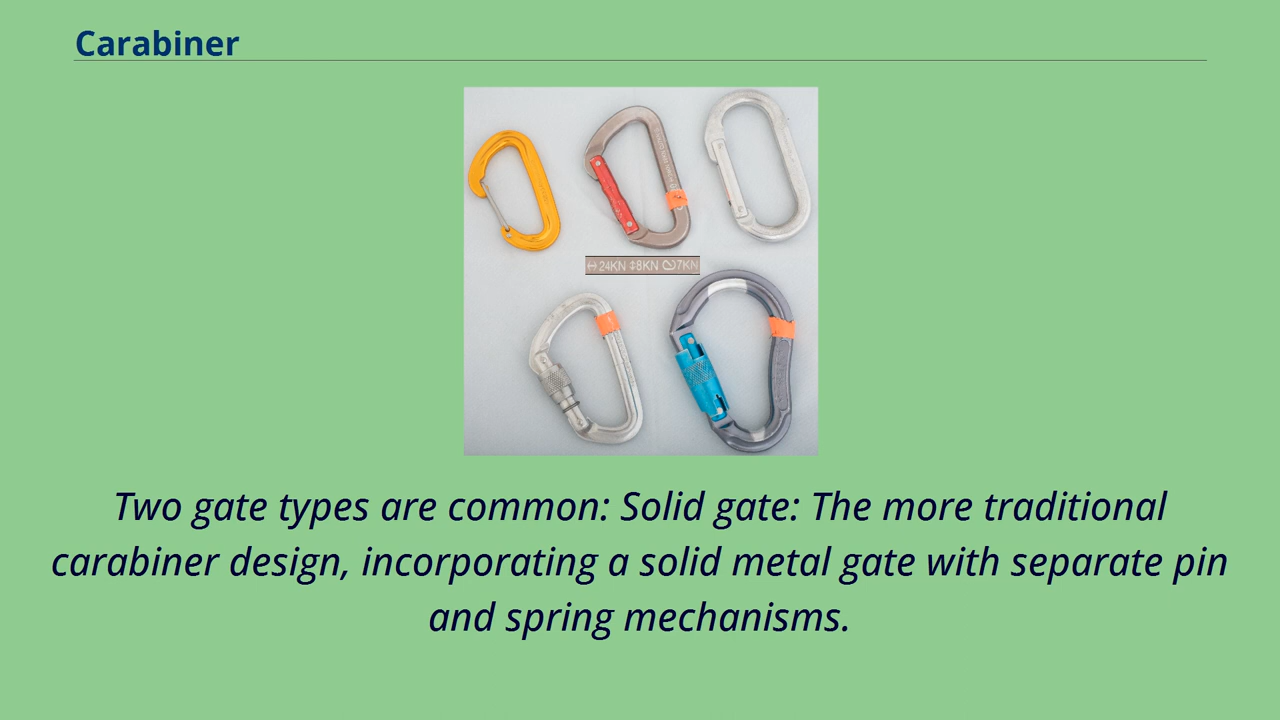 Carabiner
24KN 8KN 7KN
Two gate types are common: Solid gate: The more traditional
carabiner design, incorporating a solid metal gate with separate pin
and spring mechanisms.